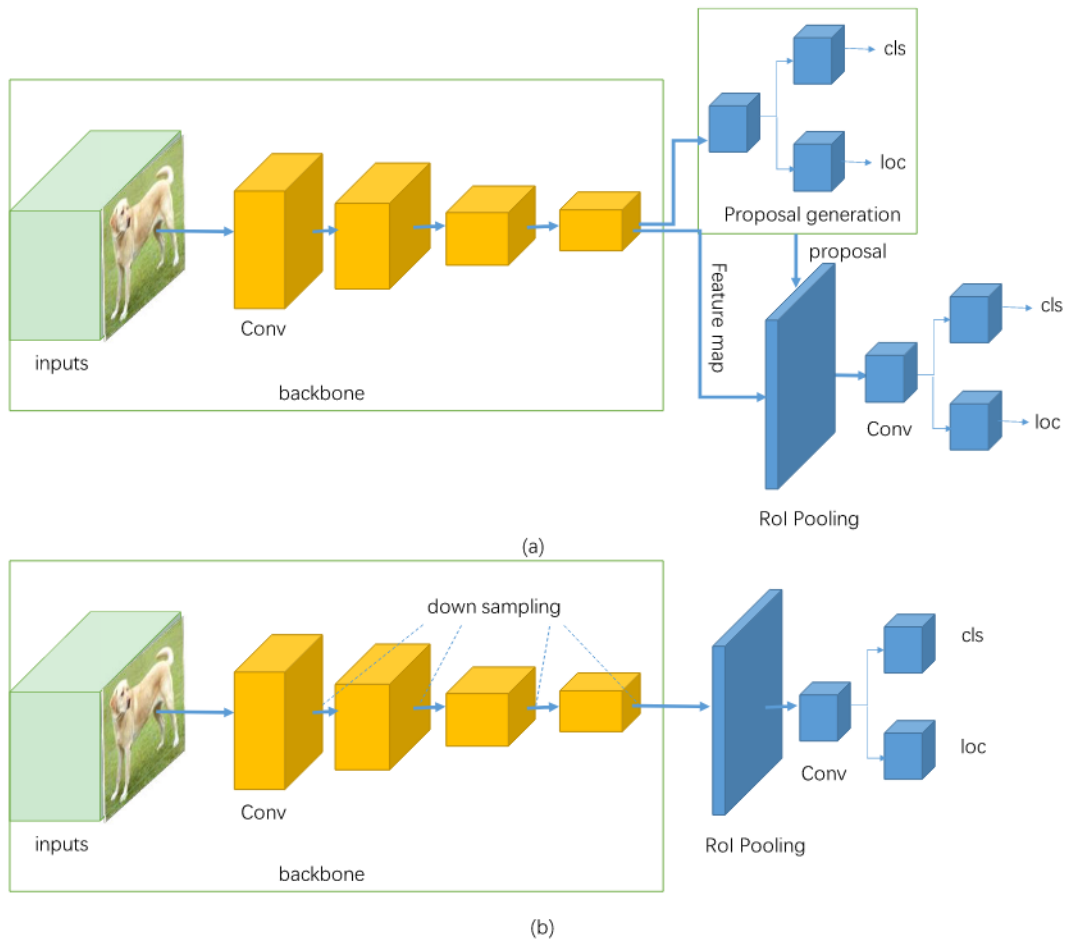 cls
loc
Proposal generation
proposal
Feature map
cls
loc
Conv
Conv
inputs
backbone
RoI Pooling
(a)
down sampling
cls
loc
Conv
Conv
inputs
RoI Pooling
backbone
(b)